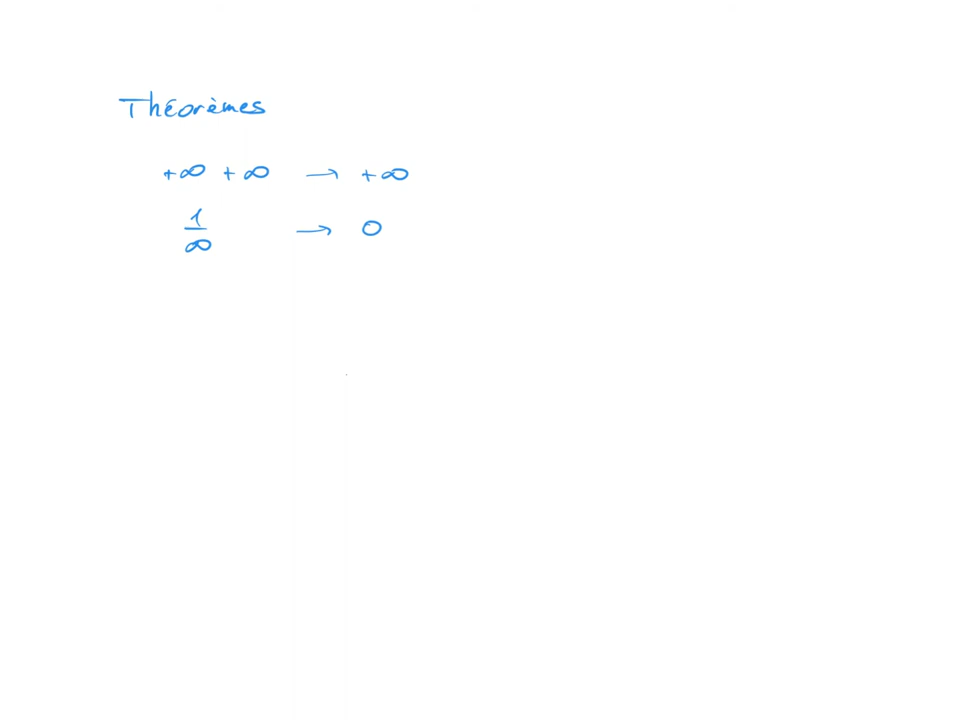 Théorèmes
+∞ + ∞ → +∞
1/∞ → 0